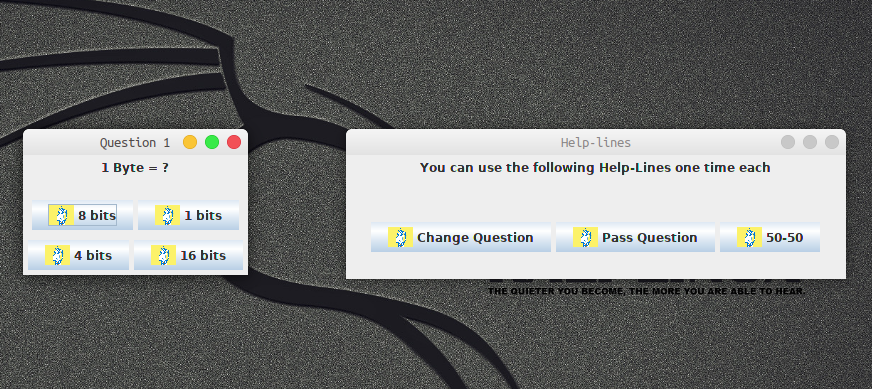 Question 1
1 Byte = ?
8 bits
1 bits
4 bits
16 bits
Help-lines
You can use the following Help-Lines one time each
Change Question
Pass Question
50-50
THE QUIETER YOU BECOME, THE MORE YOU ARE ABLE TO HEAR.